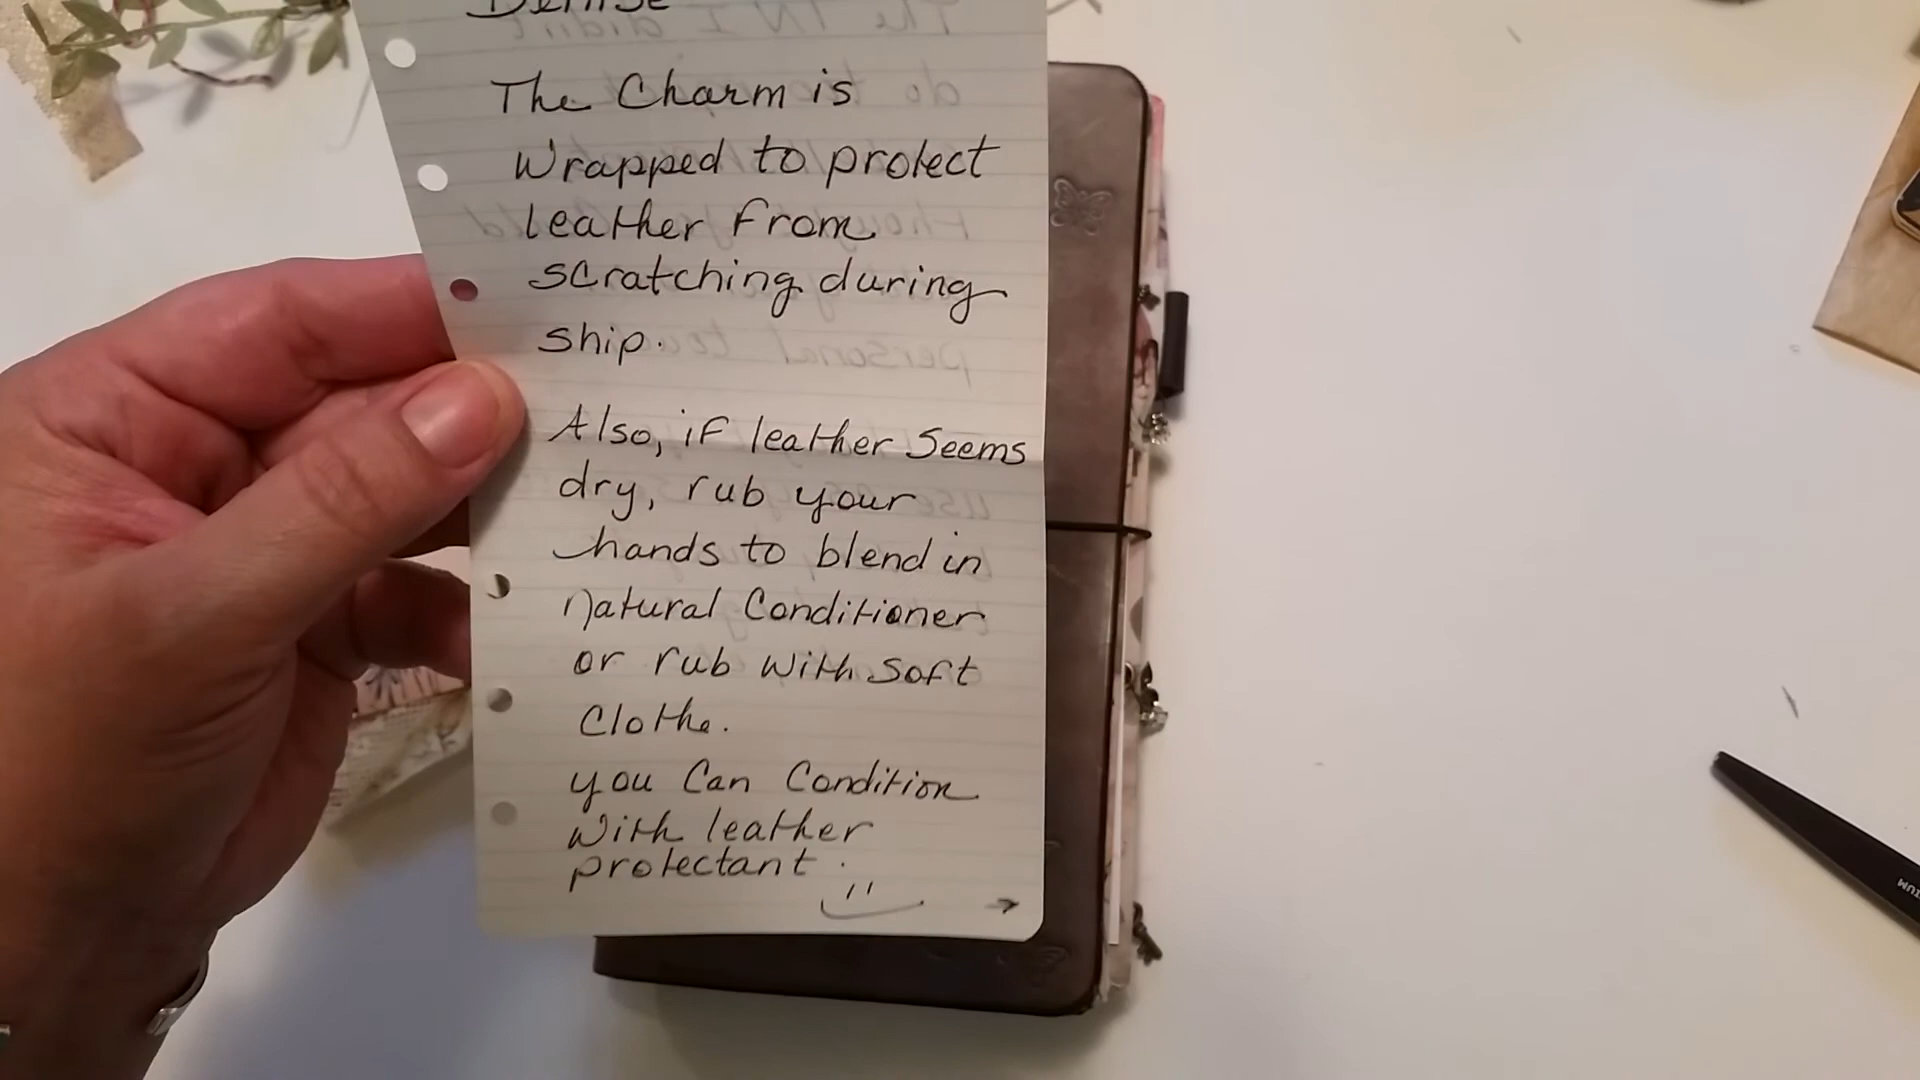 Denise
The Charm is
Wrapped to protect
leather from
scratching during
ship.
Also, if leather Seems
dry, rub your
hands to blend in
natural Conditioner
or rub with soft
Clothe.
you Can Condition
with leather
protectant